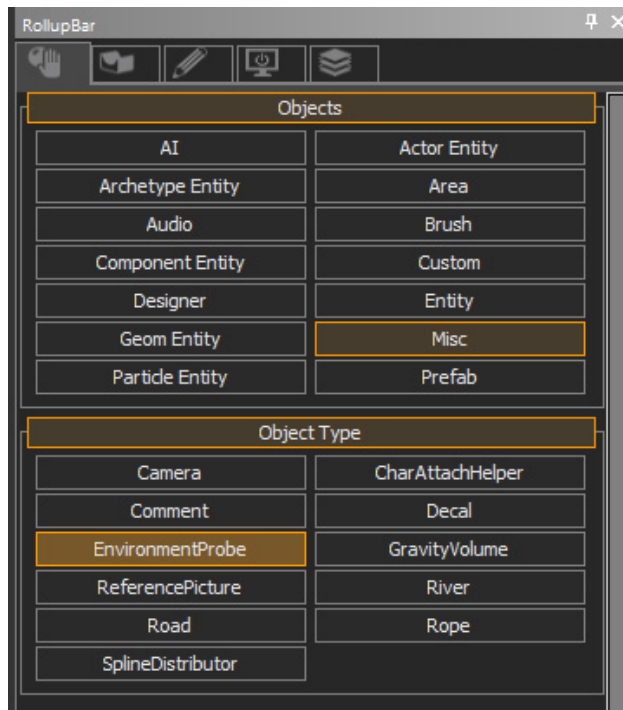 RollupBar
Objects
AI Actor Entity
Archetype Entity Area
Audio Brush
Component Entity Custom
Designer Entity
Geom Entity Misc
Particle Entity Prefab
Object Type
Camera CharAttachHelper
Comment Decal
EnvironmentProbe GravityVolume
ReferencePicture River
Road Rope
SplineDistributor